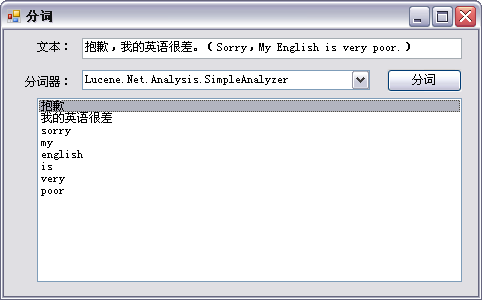 分词
文本： 抱歉，我的英语很差。(Sorry，My English is very poor.)
分词器： Lucene.Net.Analysis.SimpleAnalyzer 分词
抱歉
我的英语很差
sorry
my
english
is
very
poor